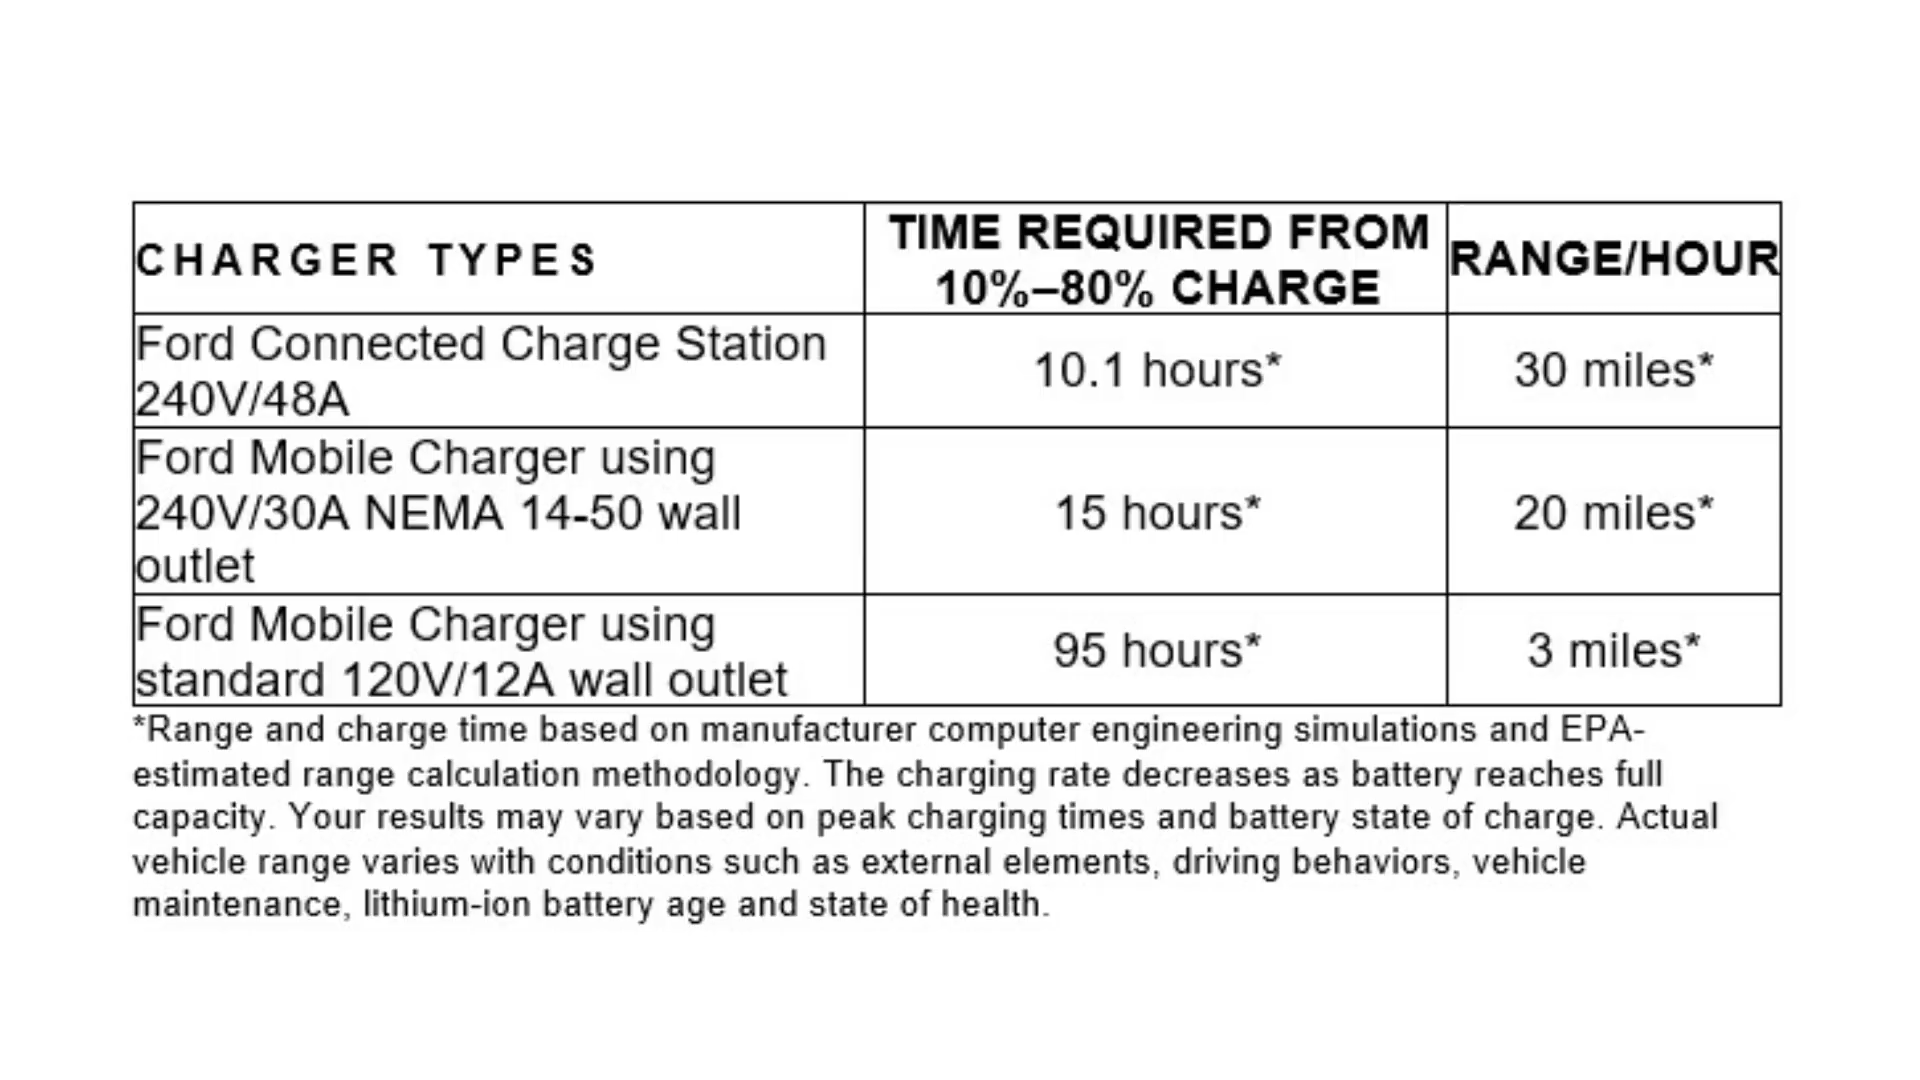 CHARGER TYPES
TIME REQUIRED FROM
10%–80% CHARGE
RANGE/HOUR
Ford Connected Charge Station
240V/48A
10.1 hours*
30 miles*
Ford Mobile Charger using
240V/30A NEMA 14-50 wall
outlet
15 hours*
20 miles*
Ford Mobile Charger using
standard 120V/12A wall outlet
95 hours*
3 miles*
*Range and charge time based on manufacturer computer engineering simulations and EPA-
estimated range calculation methodology. The charging rate decreases as battery reaches full
capacity. Your results may vary based on peak charging times and battery state of charge. Actual
vehicle range varies with conditions such as external elements, driving behaviors, vehicle
maintenance, lithium-ion battery age and state of health.